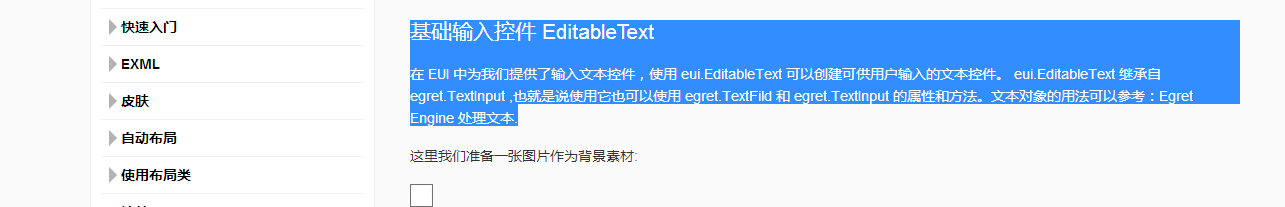 快速入门
EXML
皮肤
自动布局
使用布局类
基础输入控件 EditableText
在 EUI 中为我们提供了输入文本控件，使用 eui.EditableText 可以创建可供用户输入的文本控件。 eui.EditableText 继承自
egret.TextInput ,也就是说使用它也可以使用 egret.TextFild 和 egret.TextInput 的属性和方法。文本对象的用法可以参考：Egret
Engine 处理文本.
这里我们准备一张图片作为背景素材: